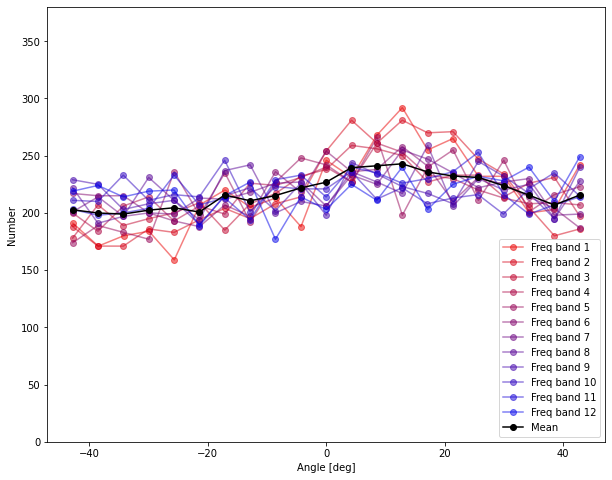 350
300
250
200
150
100
50
0
Number
−40
−20
0
20
40
Angle [deg]
Freq band 1
Freq band 2
Freq band 3
Freq band 4
Freq band 5
Freq band 6
Freq band 7
Freq band 8
Freq band 9
Freq band 10
Freq band 11
Freq band 12
Mean